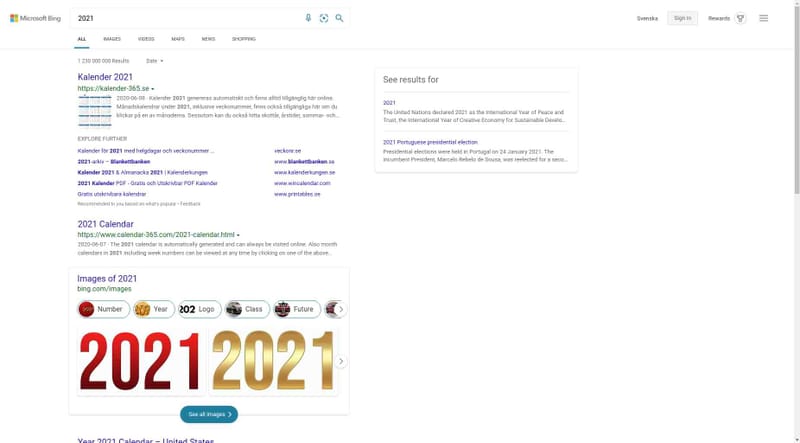 Microsoft Bing
2021
Svenska
Sign in
Rewards
ALL
IMAGES
VIDEOS
MAPS
NEWS
SHOPPING
1 230 000 000 Results
Date
Kalender 2021
https://kalender-365.se
2020-06-08 · Kalender 2021 genereras automatiskt och finns alltid tillgänglig här online.
Månadskalendrar under 2021, inklusive veckonummer, finns också tillgängliga här om du
klickar på en av månaderna. Dessutom kan du också hitta skottår, årstider, sommar- och...
EXPLORE FURTHER
Kalender för 2021 med helgdagar och veckonummer ...
veckonr.se
2021-arkiv – Blankettbanken
www.blankettbanken.se
Kalender 2021 & Almanacka 2021 | Kalenderkungen
www.kalenderkungen.se
2021 Kalender PDF - Gratis och Utskrivbar PDF Kalender
www.wincalendar.com
Gratis utskrivbara kalendrar
www.printables.se
Recommended to you based on what's popular • Feedback
2021 Calendar
https://www.calendar-365.com/2021-calendar.html
2020-06-07 · The 2021 calendar is automatically generated and can always be visited online. Also month
calendars in 2021 including week numbers can be viewed at any time by clicking on one of the above...
Images of 2021
bing.com/images
Number
Year
202
Logo
Class
Future
2021
2021
See all images
Year 2021 Calendar – United States
See results for
2021
The United Nations declared 2021 as the International Year of Peace and
Trust, the International Year of Creative Economy for Sustainable Develo...
2021 Portuguese presidential election
Presidential elections were held in Portugal on 24 January 2021. The
incumbent President, Marcelo Rebelo de Sousa, was reelected for a seco...